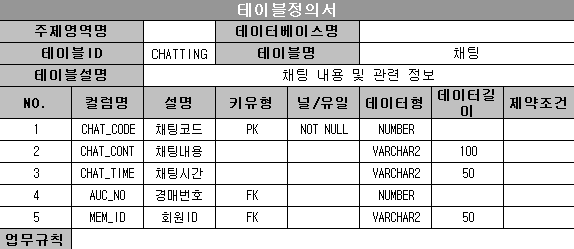 테이블정의서
주제영역명 데이터베이스명
테이블ID CHATTING 테이블명 채팅
테이블설명 채팅 내용 및 관련 정보
NO. 컬럼명 설명 키유형 널/유일 데이터형 데이터길이 제약조건
1 CHAT_CODE 채팅코드 PK NOT NULL NUMBER
2 CHAT_CONT 채팅내용 VARCHAR2 100
3 CHAT_TIME 채팅시간 VARCHAR2 50
4 AUC_NO 경매번호 FK NUMBER
5 MEM_ID 회원ID FK VARCHAR2 50
업무규칙